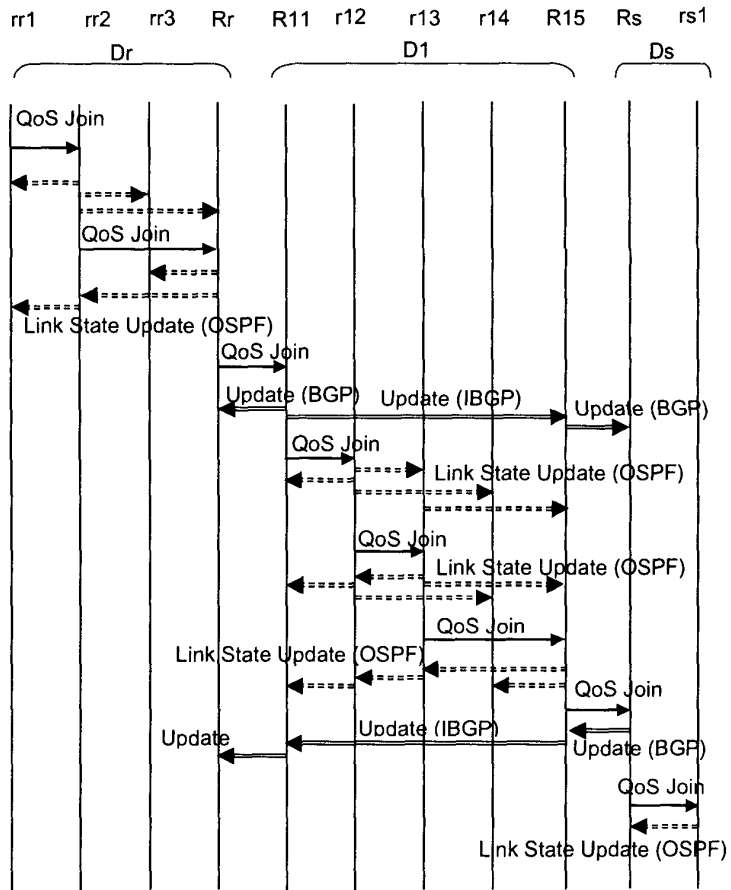 rr1 rr2 rr3 Rr R11 r12 r13 r14 R15 Rs rs1
Dr D1 Ds
QoS Join
QoS Join
Link State Update (OSPF)
QoS Join
Update (BGP) Update (IBGP) Update (BGP)
QoS Join
Link State Update (OSPF)
QoS Join
Link State Update (OSPF)
QoS Join
Link State Update (OSPF)
QoS Join
Update Update (IBGP) Update (BGP)
QoS Join
Link State Update (OSPF)